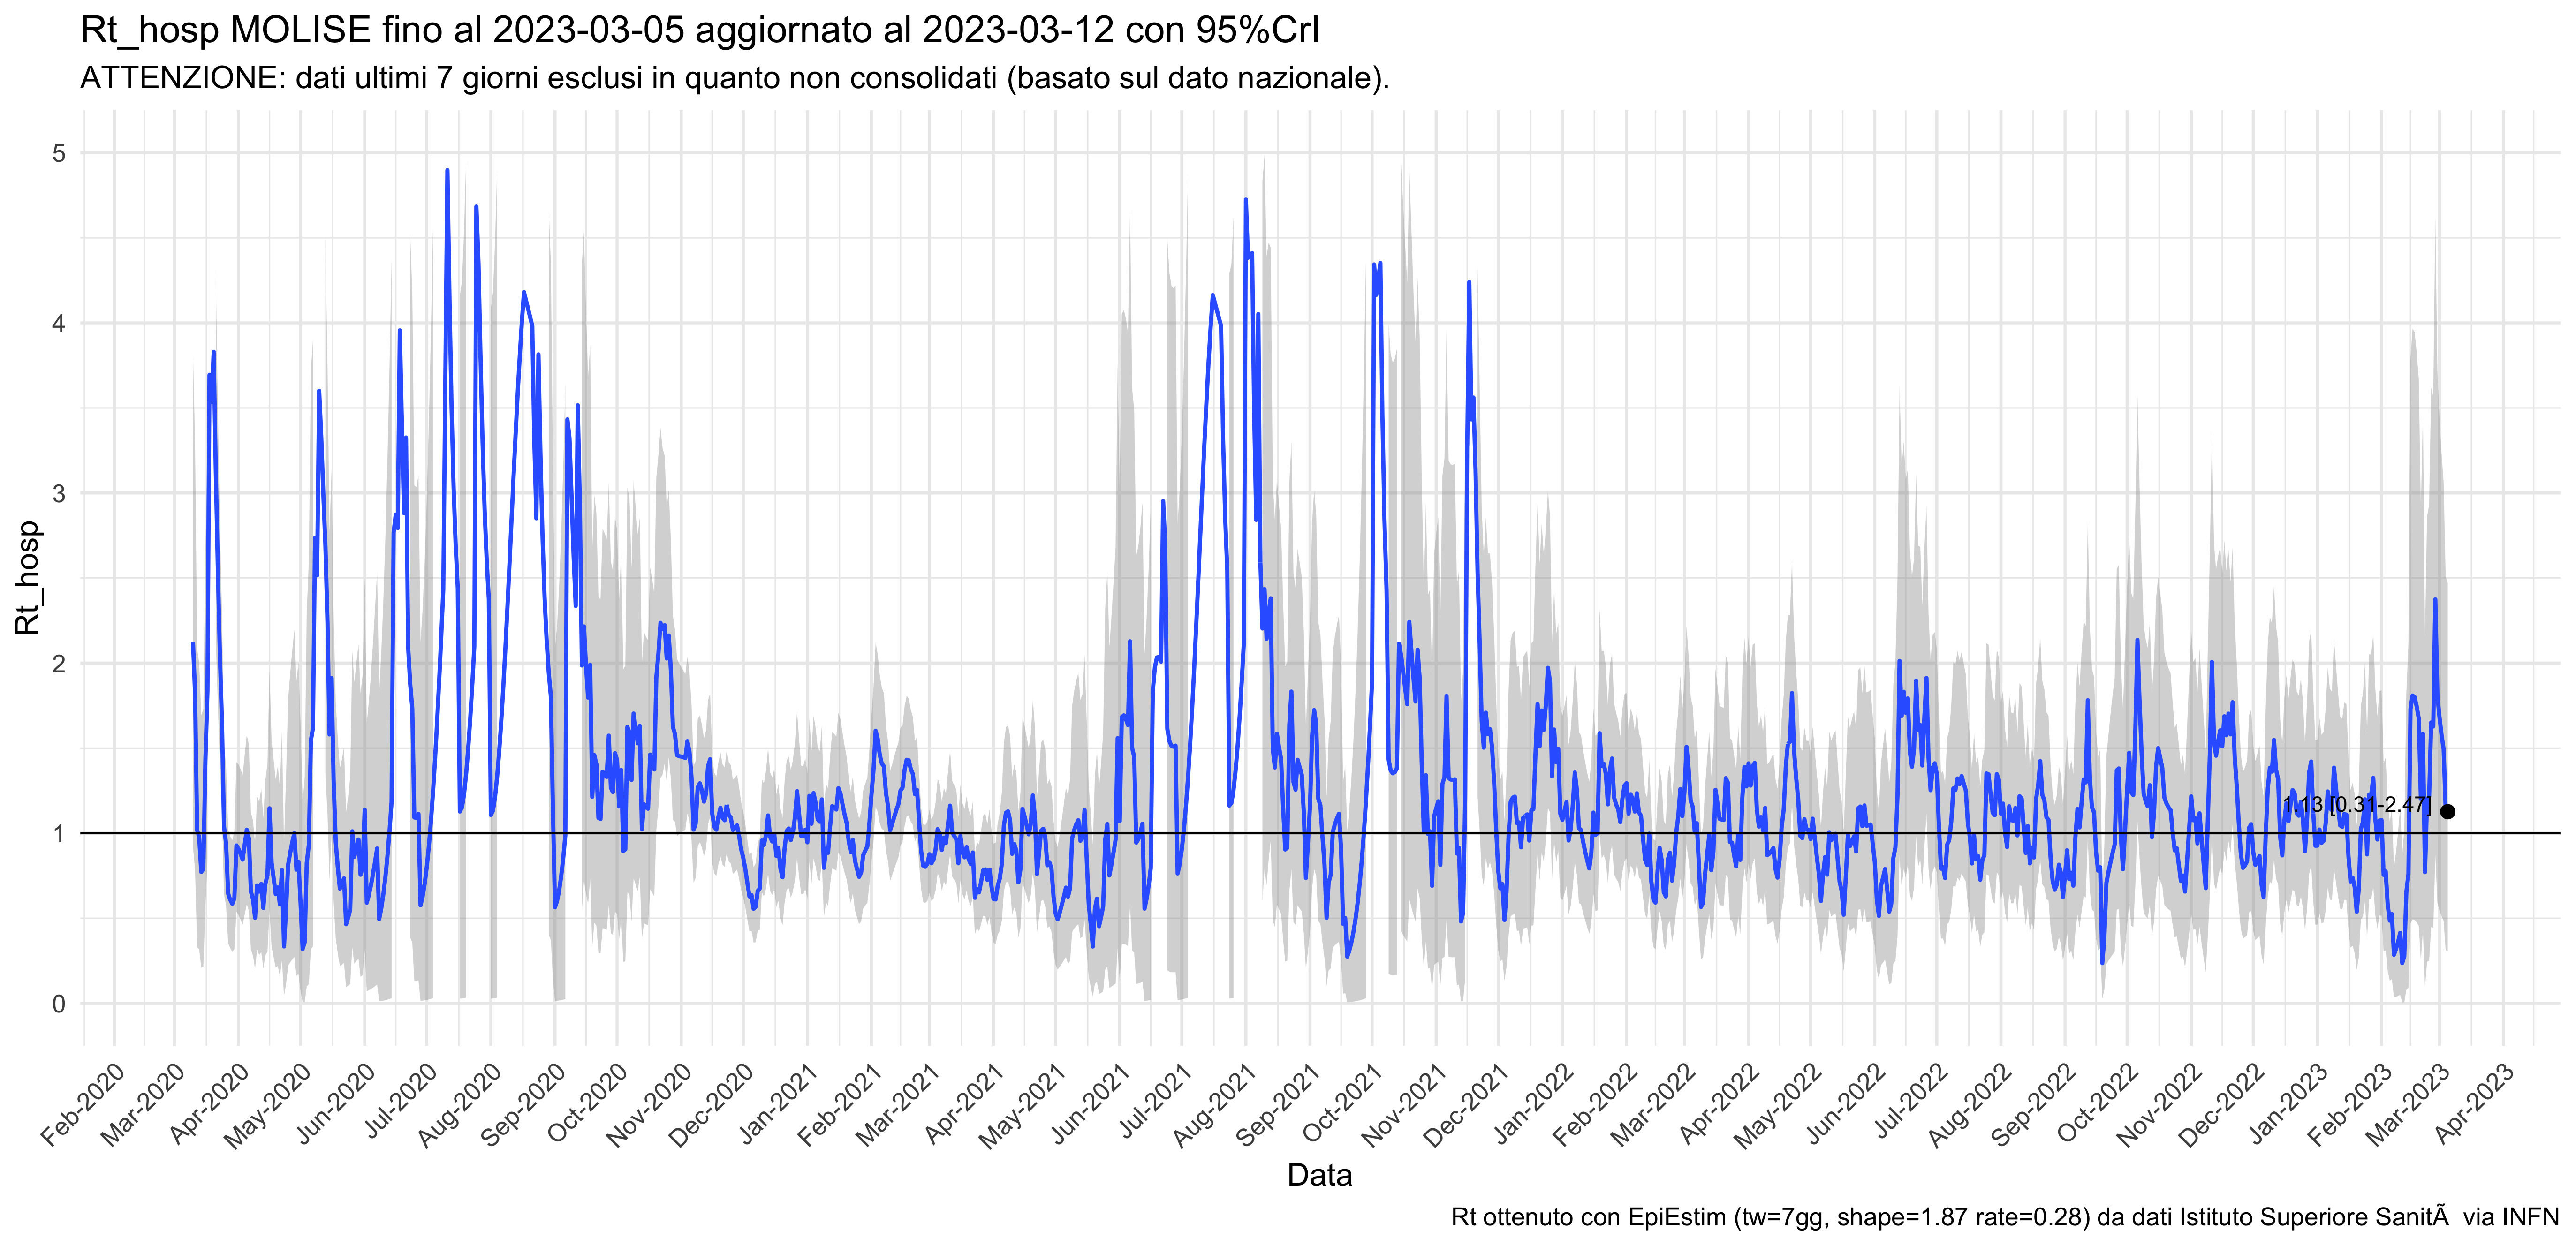 Rt_hosp MOLISE fino al 2023-03-05 aggiornato al 2023-03-12 con 95%CrI
ATTENZIONE: dati ultimi 7 giorni esclusi in quanto non consolidati (basato sul dato nazionale).
5
4
3
2
1
0
Rt_hosp
1.13 [0.31-2.47]
Feb-2020
Mar-2020
Apr-2020
May-2020
Jun-2020
Jul-2020
Aug-2020
Sep-2020
Oct-2020
Nov-2020
Dec-2020
Jan-2021
Feb-2021
Mar-2021
Apr-2021
May-2021
Jun-2021
Jul-2021
Aug-2021
Sep-2021
Oct-2021
Nov-2021
Dec-2021
Jan-2022
Feb-2022
Mar-2022
Apr-2022
May-2022
Jun-2022
Jul-2022
Aug-2022
Sep-2022
Oct-2022
Nov-2022
Dec-2022
Jan-2023
Feb-2023
Mar-2023
Apr-2023
Data
Rt ottenuto con EpiEstim (tw=7gg, shape=1.87 rate=0.28) da dati Istituto Superiore SanitÃ  via INFN